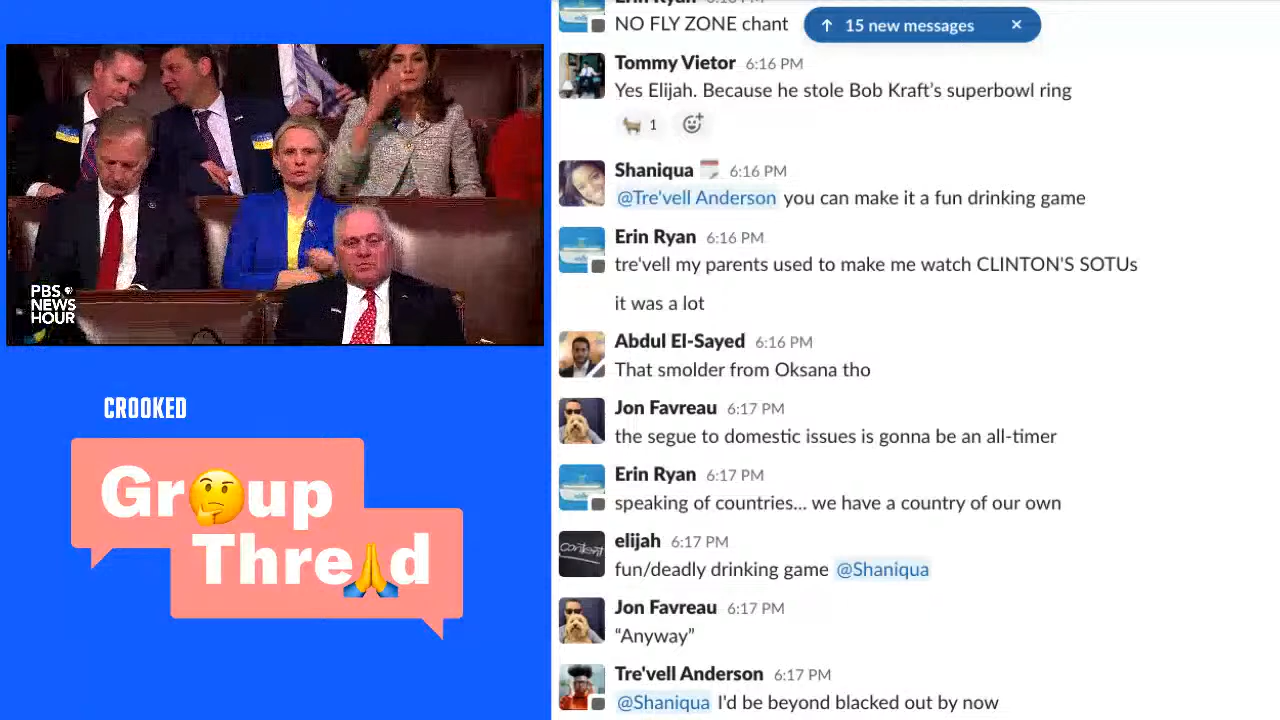 Erin Ryan 6:16 PM
NO FLY ZONE chant
↑ 15 new messages ×
Tommy Vietor 6:16 PM
Yes Elijah. Because he stole Bob Kraft's superbowl ring
1
Shaniqua 6:16 PM
@Tre'vell Anderson you can make it a fun drinking game
Erin Ryan 6:16 PM
tre'vell my parents used to make me watch CLINTON'S SOTUs
it was a lot
Abdul El-Sayed 6:16 PM
That smolder from Oksana tho
Jon Favreau 6:17 PM
the segue to domestic issues is gonna be an all-timer
Erin Ryan 6:17 PM
speaking of countries... we have a country of our own
elijah 6:17 PM
fun/deadly drinking game @Shaniqua
Jon Favreau 6:17 PM
“Anyway”
Tre'vell Anderson 6:17 PM
@Shaniqua I'd be beyond blacked out by now
content
PBS
NEWS
HOUR
CROOKED
Gr🤔up
Thre🙏d